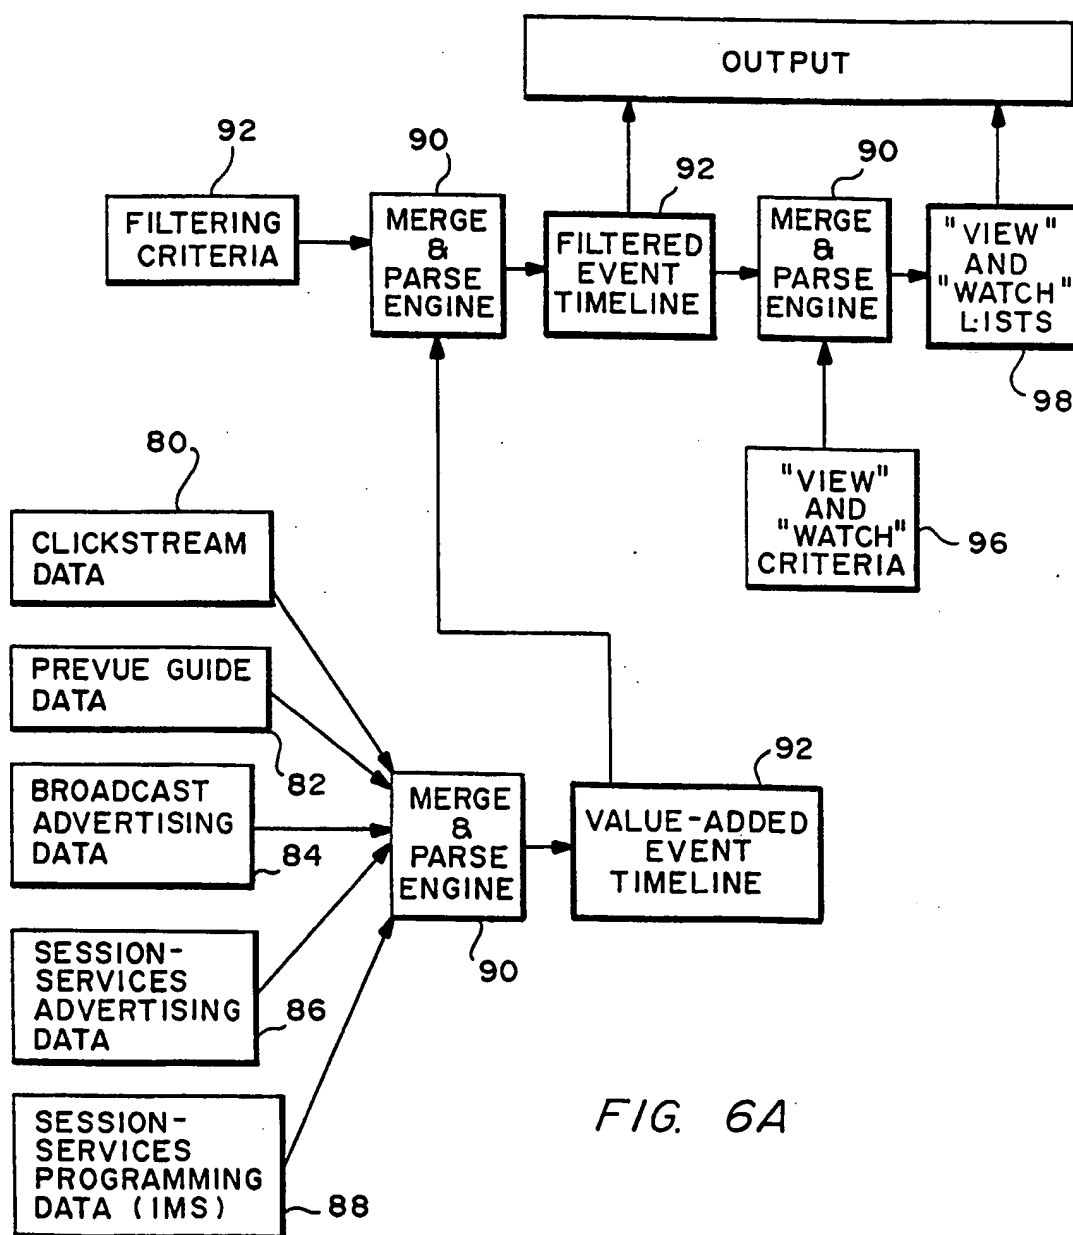 OUTPUT
92
FILTERING
CRITERIA
90
MERGE
&
PARSE
ENGINE
92
FILTERED
EVENT
TIMELINE
90
MERGE
&
PARSE
ENGINE
"VIEW"
AND
"WATCH"
LISTS
98
"VIEW"
AND
"WATCH"
CRITERIA
96
80
CLICKSTREAM
DATA
PREVUE GUIDE
DATA
82
BROADCAST
ADVERTISING
DATA
84
SESSION-
SERVICES
ADVERTISING
DATA
86
SESSION-
SERVICES
PROGRAMMING
DATA (IMS)
88
MERGE
&
PARSE
ENGINE
90
92
VALUE-ADDED
EVENT
TIMELINE
FIG. 6A